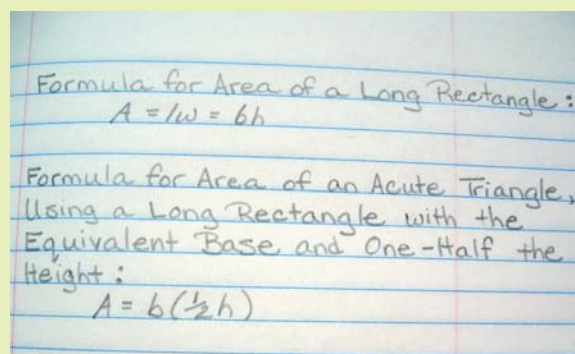 Formula for Area of a Long Rectangle:
A = lw = bh
Formula for Area of an Acute Triangle,
Using a Long Rectangle with the
Equivalent Base and One-Half the
Height:
A = b(½h)